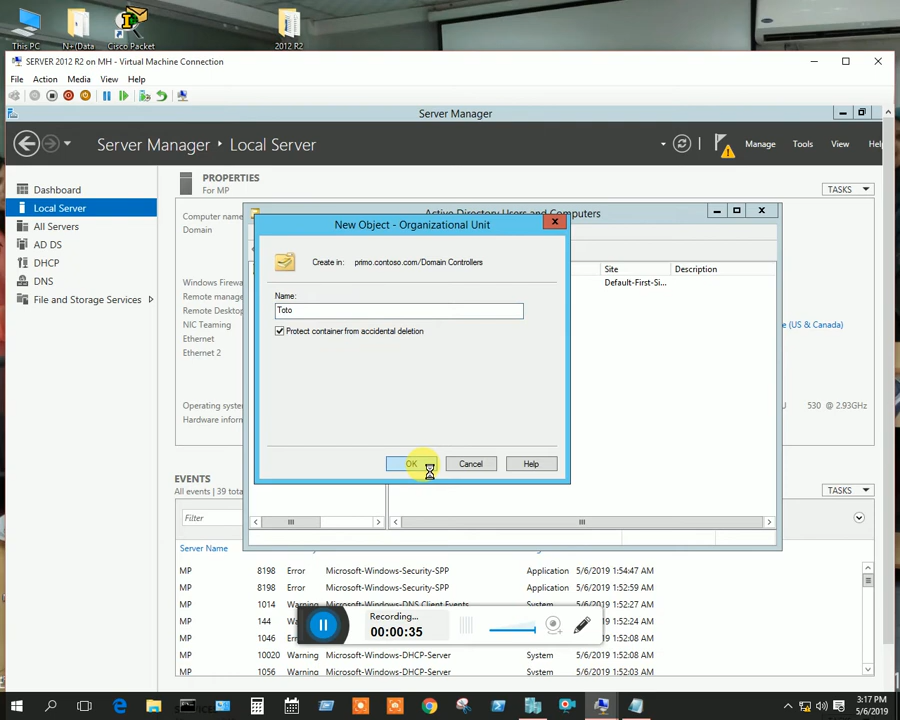 This PC
N+(Data
Cisco Packet
2012 R2
SERVER 2012 R2 on MH - Virtual Machine Connection
File Action Media View Help
Server Manager
Server Manager • Local Server
Manage Tools View Help
Dashboard
Local Server
All Servers
AD DS
DHCP
DNS
File and Storage Services
PROPERTIES
For MP
TASKS
Computer name
Domain
Windows Firew
Remote manage
Remote Desktop
NIC Teaming
Ethernet
Ethernet 2
Operating system
Hardware inform
e (US & Canada)
U 530 @ 2.93GHz
Active Directory Users and Computers
Site Description
Default-First-Si...
New Object - Organizational Unit
Create in: primo.contoso.com/Domain Controllers
Name:
Toto
Protect container from accidental deletion
OK Cancel Help
EVENTS
All events | 39 tota
TASKS
Filter
Server Name
MP 8198 Error Microsoft-Windows-Security-SPP Application 5/6/2019 1:54:47 AM
MP 8198 Error Microsoft-Windows-Security-SPP Application 5/6/2019 1:52:59 AM
MP 1014 Warning Microsoft-Windows-DNS Client Events System 5/6/2019 1:52:27 AM
MP 144 Warning 5/6/2019 1:52:08 AM
MP 1046 Error 5/6/2019 1:52:08 AM
MP 10020 Warning Microsoft-Windows-DHCP-Server System 5/6/2019 1:52:08 AM
MP 1056 Warning Microsoft-Windows-DHCP-Server System 5/6/2019 1:52:03 AM
Recording...
00:00:35
3:17 PM
5/6/2019